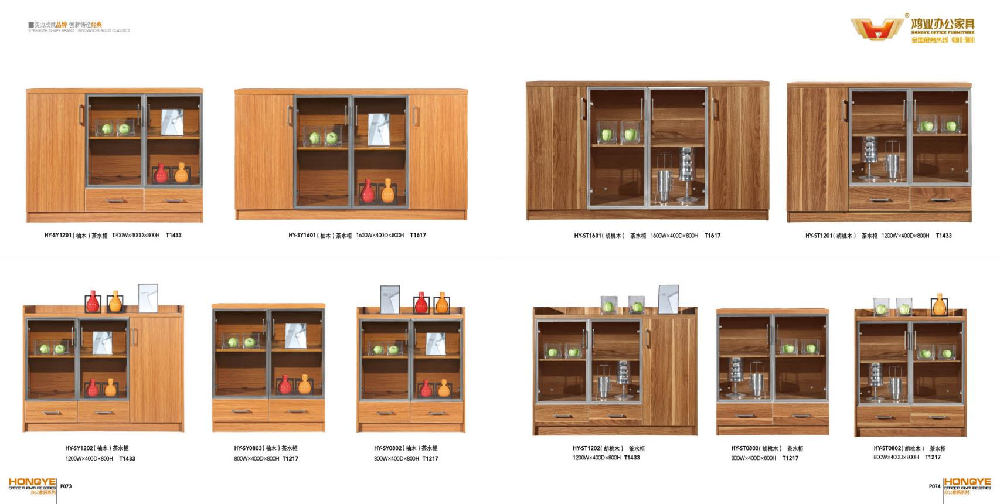 实力成就品牌 创新铸造经典
STRENGTH SHAPE BRAND INNOVATION BUILD CLASSICS
®
鸿业办公家具
HONGYE OFFICE FURNITURE
全国服务热线
HY-SY1201(柚木)茶水柜 1200W×400D×800H T1433
HY-SY1601(柚木)茶水柜 1600W×400D×800H T1617
HY-ST1601(胡桃木) 茶水柜 1600W×400D×800H T1617
HY-ST1201(胡桃木) 茶水柜 1200W×400D×800H T1433
HY-SY1202(柚木)茶水柜
1200W×400D×800H T1433
HY-SY0803(柚木)茶水柜
800W×400D×800H T1217
HY-SY0802(柚木)茶水柜
800W×400D×800H T1217
HY-ST1202(胡桃木) 茶水柜
1200W×400D×800H T1433
HY-ST0803(胡桃木) 茶水柜
800W×400D×800H T1217
HY-ST0802(胡桃木) 茶水柜
800W×400D×800H T1217
HONGYE
OFFICE FURNITURE SERIES
办公家具系列
P073
P074
HONGYE
OFFICE FURNITURE SERIES
办公家具系列